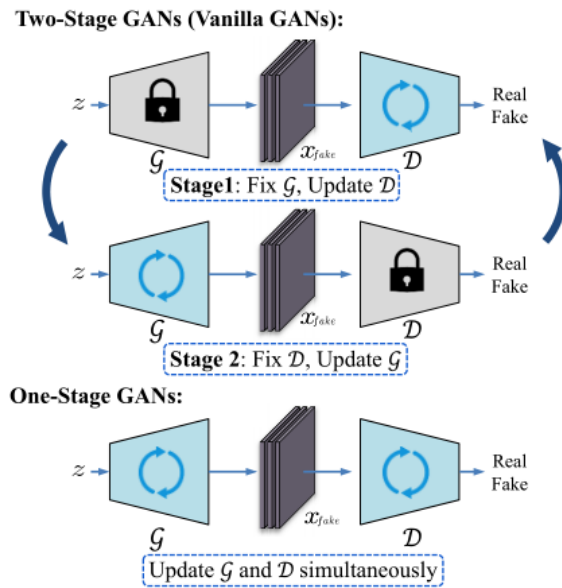 Two-Stage GANs (Vanilla GANs):
z
Real
Fake
𝒢
x_fake
𝒟
Stage1: Fix 𝒢, Update 𝒟
z
Real
Fake
𝒢
x_fake
𝒟
Stage 2: Fix 𝒟, Update 𝒢
One-Stage GANs:
z
Real
Fake
𝒢
x_fake
𝒟
Update 𝒢 and 𝒟 simultaneously